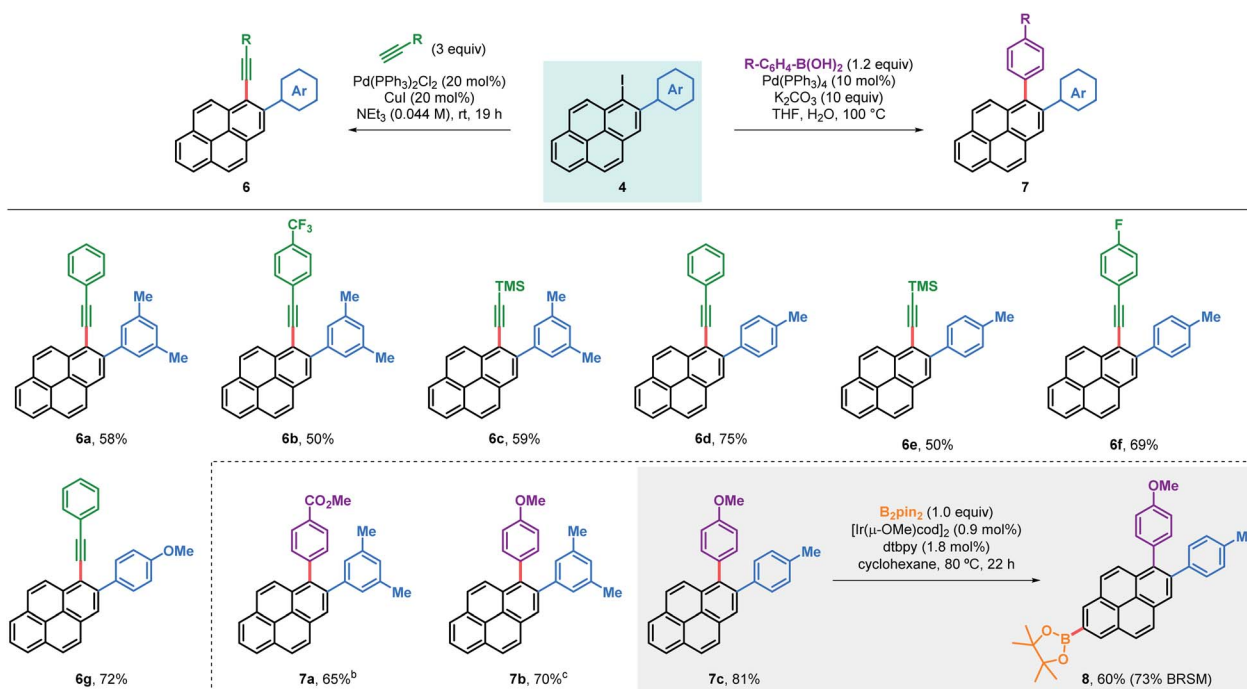 R
(3 equiv)
R
Pd(PPh3)2Cl2 (20 mol%)
CuI (20 mol%)
NEt3 (0.044 M), rt, 19 h
Ar
6
I
Ar
4
R-C6H4-B(OH)2 (1.2 equiv)
Pd(PPh3)4 (10 mol%)
K2CO3 (10 equiv)
THF, H2O, 100 °C
R
Ar
7
Me
Me
6a, 58%
CF3
Me
Me
6b, 50%
TMS
Me
Me
6c, 59%
Me
6d, 75%
TMS
Me
6e, 50%
F
Me
6f, 69%
OMe
6g, 72%
CO2Me
Me
Me
7a, 65%b
OMe
Me
Me
7b, 70%c
OMe
Me
7c, 81%
B2pin2 (1.0 equiv)
[Ir(μ-OMe)cod]2 (0.9 mol%)
dtbpy (1.8 mol%)
cyclohexane, 80 ºC, 22 h
OMe
Me
O
B
O
8, 60% (73% BRSM)